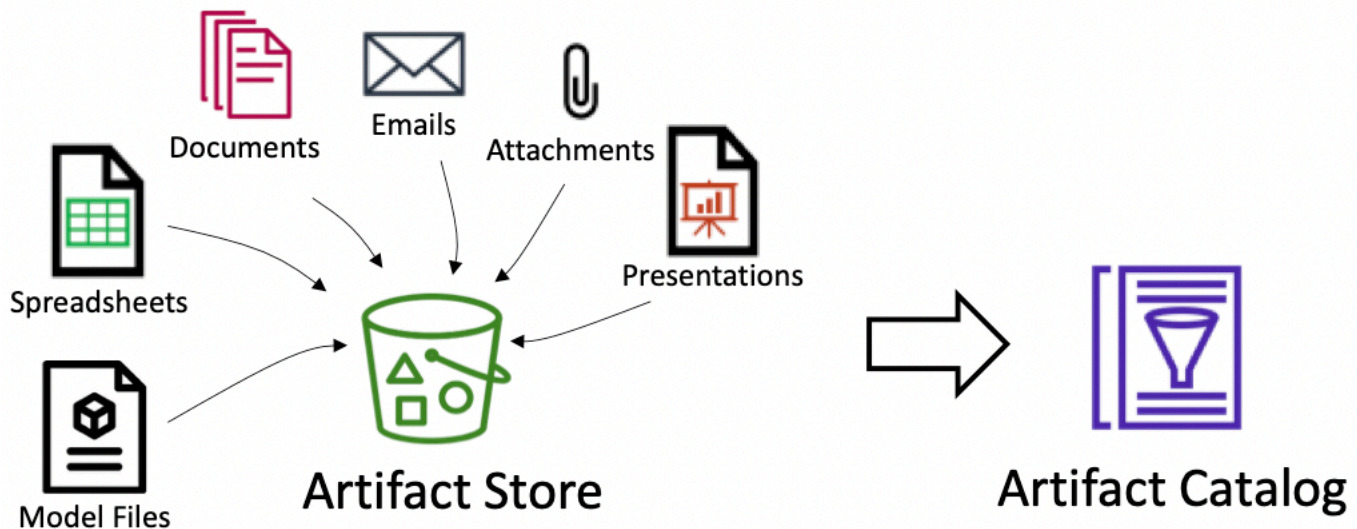 Documents
Emails
Attachments
Spreadsheets
Presentations
Model Files
Artifact Store
Artifact Catalog